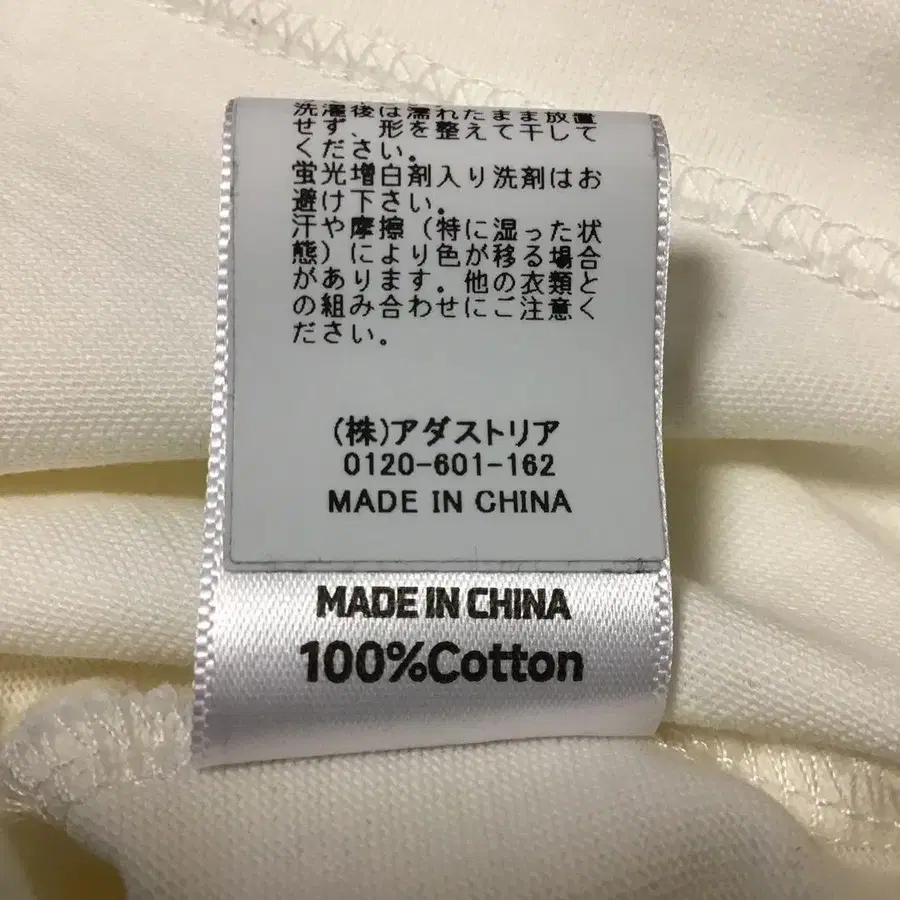 洗濯後は濡れたまま放置
せず、形を整えて干して
ください。
蛍光増白剤入り洗剤はお
避け下さい。
汗や摩擦（特に湿った状
態）により色が移る場合
があります。他の衣類と
の組み合わせにご注意く
ださい。
(株)アダストリア
0120-601-162
MADE IN CHINA
MADE IN CHINA
100%Cotton